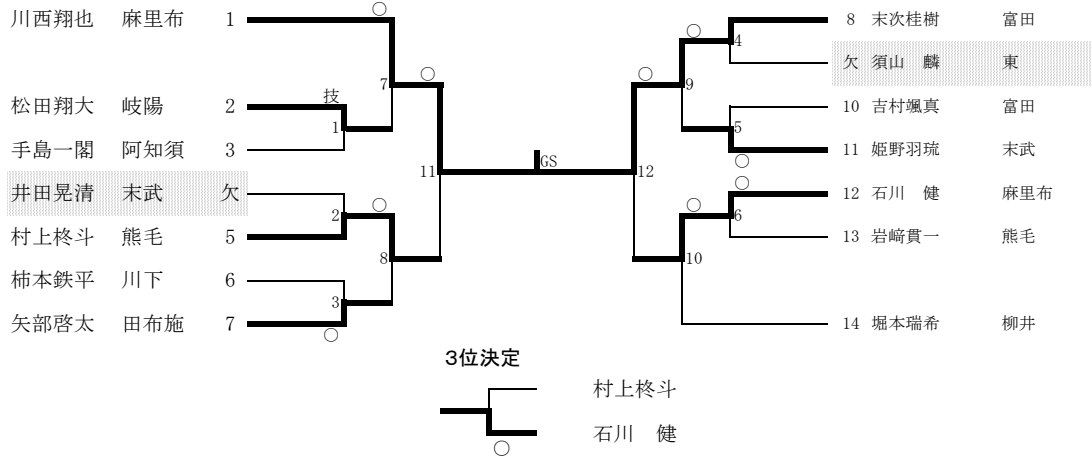 川西翔也 麻里布 1
松田翔大 岐陽 2
手島一閣 阿知須 3
井田晃清 末武 欠
村上柊斗 熊毛 5
柿本鉄平 川下 6
矢部啓太 田布施 7
○
技
1
7
○
2
○
8
3
○
11
GS
12
○
9
○
4
5
○
○
6
○
10
8 末次桂樹 富田
欠 須山 麟 東
10 吉村颯真 富田
11 姫野羽琉 末武
12 石川 健 麻里布
13 岩﨑貫一 熊毛
14 堀本瑞希 柳井
3位決定
村上柊斗
石川 健
○